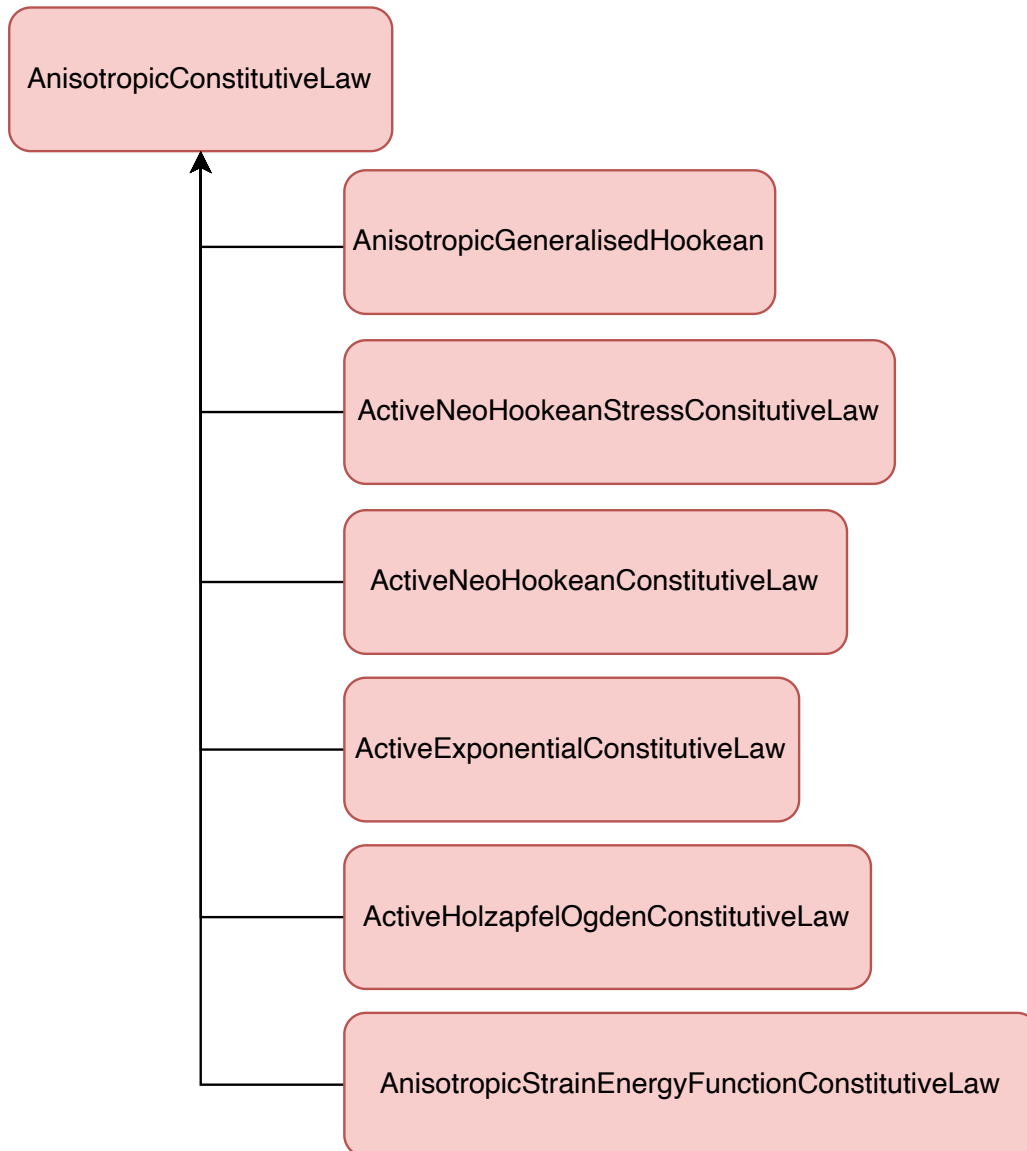 AnisotropicConstitutiveLaw
AnisotropicGeneralisedHookean
ActiveNeoHookeanStressConsitutiveLaw
ActiveNeoHookeanConstitutiveLaw
ActiveExponentialConstitutiveLaw
ActiveHolzapfelOgdenConstitutiveLaw
AnisotropicStrainEnergyFunctionConstitutiveLaw